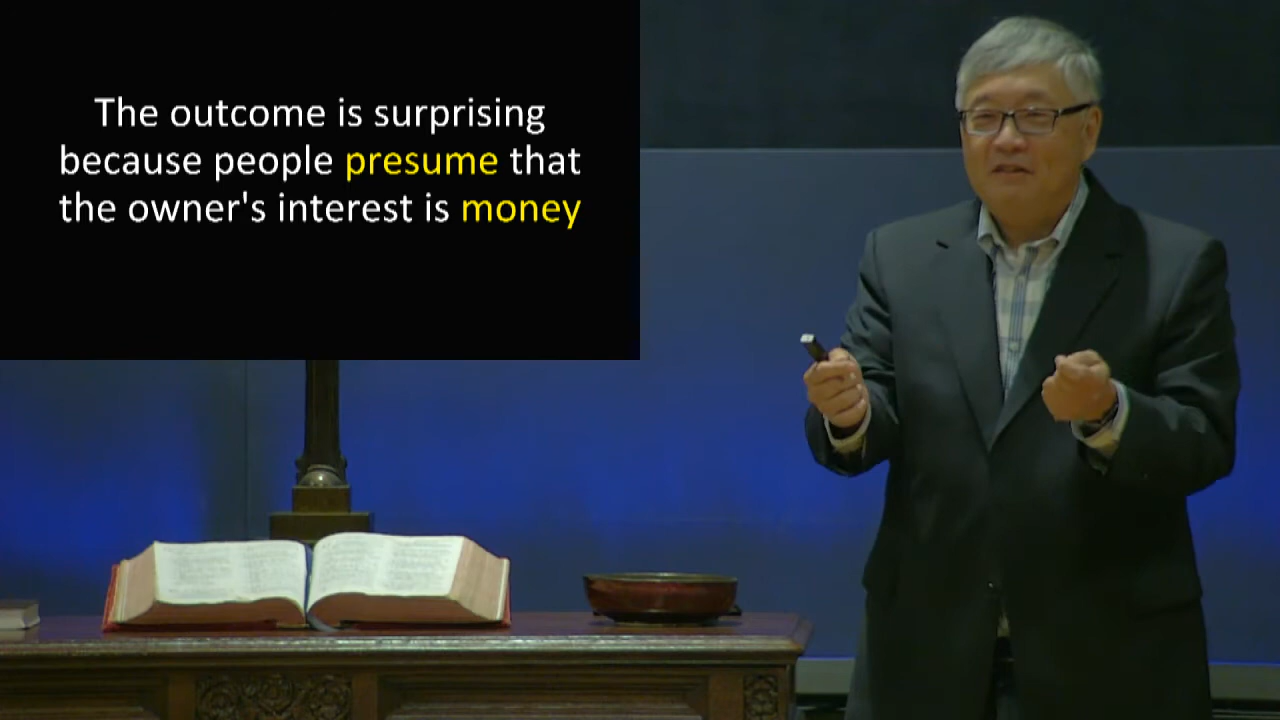 The outcome is surprising
because people presume that
the owner's interest is money